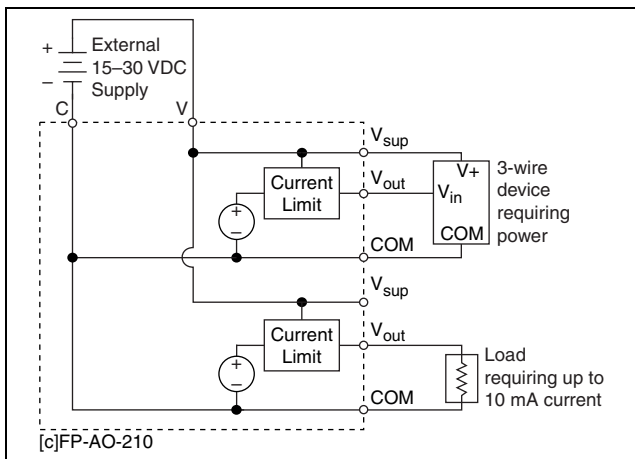 +
External
15–30 VDC
Supply
–
C
V
Vsup
V+
3-wire
device
requiring
power
Current
Limit
Vout
Vin
+
–
COM
COM
Vsup
Current
Limit
Vout
Load
requiring up to
10 mA current
+
–
COM
[c]FP-AO-210